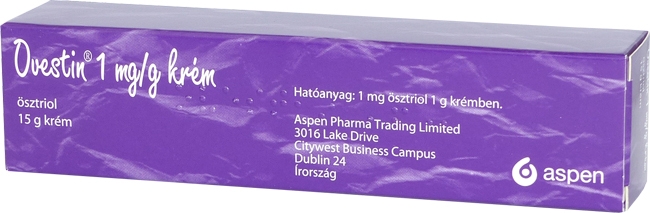 Ovestin® 1 mg/g krém
ösztriol
15 g krém
Hatóanyag: 1 mg ösztriol 1 g krémben.
Aspen Pharma Trading Limited
3016 Lake Drive
Citywest Business Campus
Dublin 24
Írország
aspen